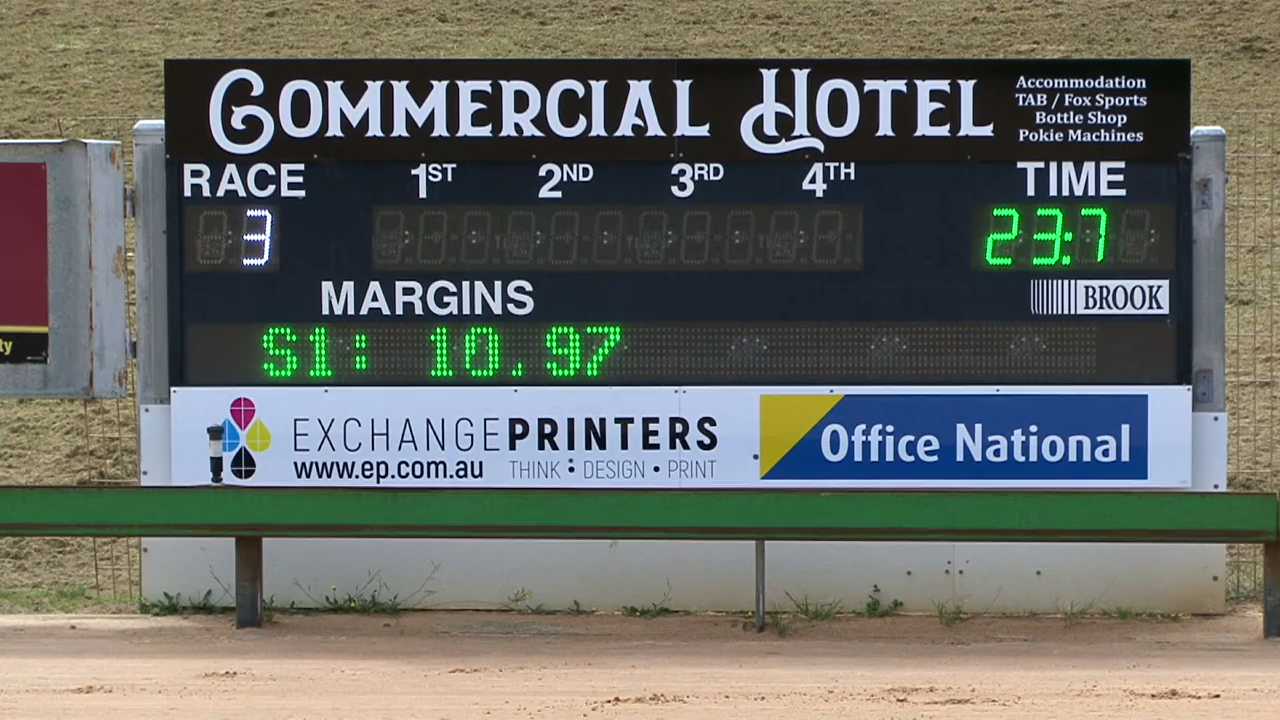 COMMERCIAL HOTEL
Accommodation
TAB / Fox Sports
Bottle Shop
Pokie Machines
RACE 1ST 2ND 3RD 4TH TIME
3 23:7
MARGINS
BROOK
S1: 10.97
ty
EXCHANGEPRINTERS
www.ep.com.au THINK : DESIGN • PRINT
Office National